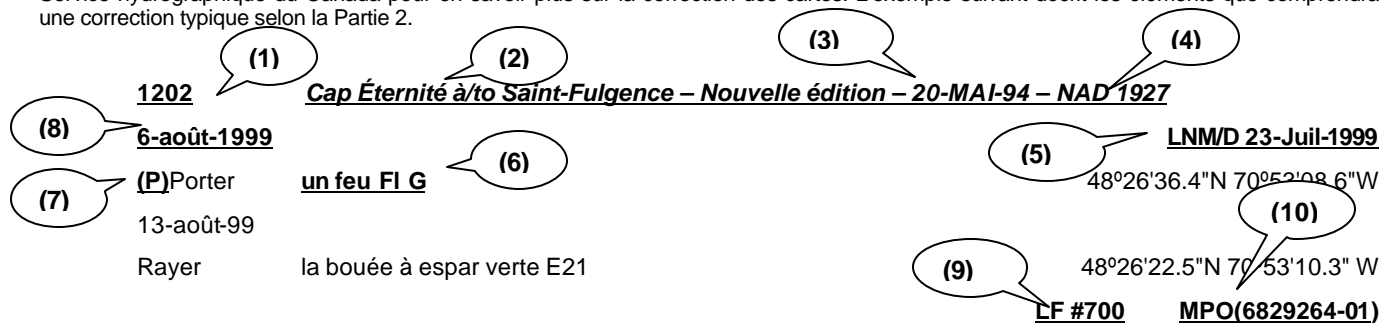 Service hydrographique du Canada pour en savoir plus sur la correction des cartes. L'exemple suivant décrit les éléments que comprendra
une correction typique selon la Partie 2.
(1) (2) (3) (4)
1202 Cap Éternité à/to Saint-Fulgence – Nouvelle édition – 20-MAI-94 – NAD 1927
(8) 6-août-1999 (5) LNM/D 23-Juil-1999
(7) (P)Porter un feu Fl G (6) 48º26'36.4"N 70º53'08.6"W
13-août-99 (10)
Rayer la bouée à espar verte E21 (9) 48º26'22.5"N 70º53'10.3" W
LF #700 MPO(6829264-01)